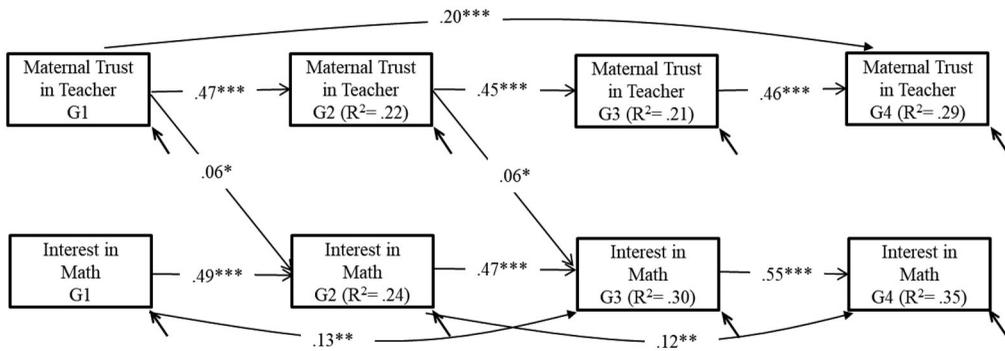 .20***
Maternal Trust
in Teacher
G1
.47***
Maternal Trust
in Teacher
G2 (R²= .22)
.45***
Maternal Trust
in Teacher
G3 (R²= .21)
.46***
Maternal Trust
in Teacher
G4 (R²= .29)
.06*
.06*
Interest in
Math
G1
.49***
Interest in
Math
G2 (R²= .24)
.47***
Interest in
Math
G3 (R²= .30)
.55***
Interest in
Math
G4 (R²= .35)
.13**
.12**